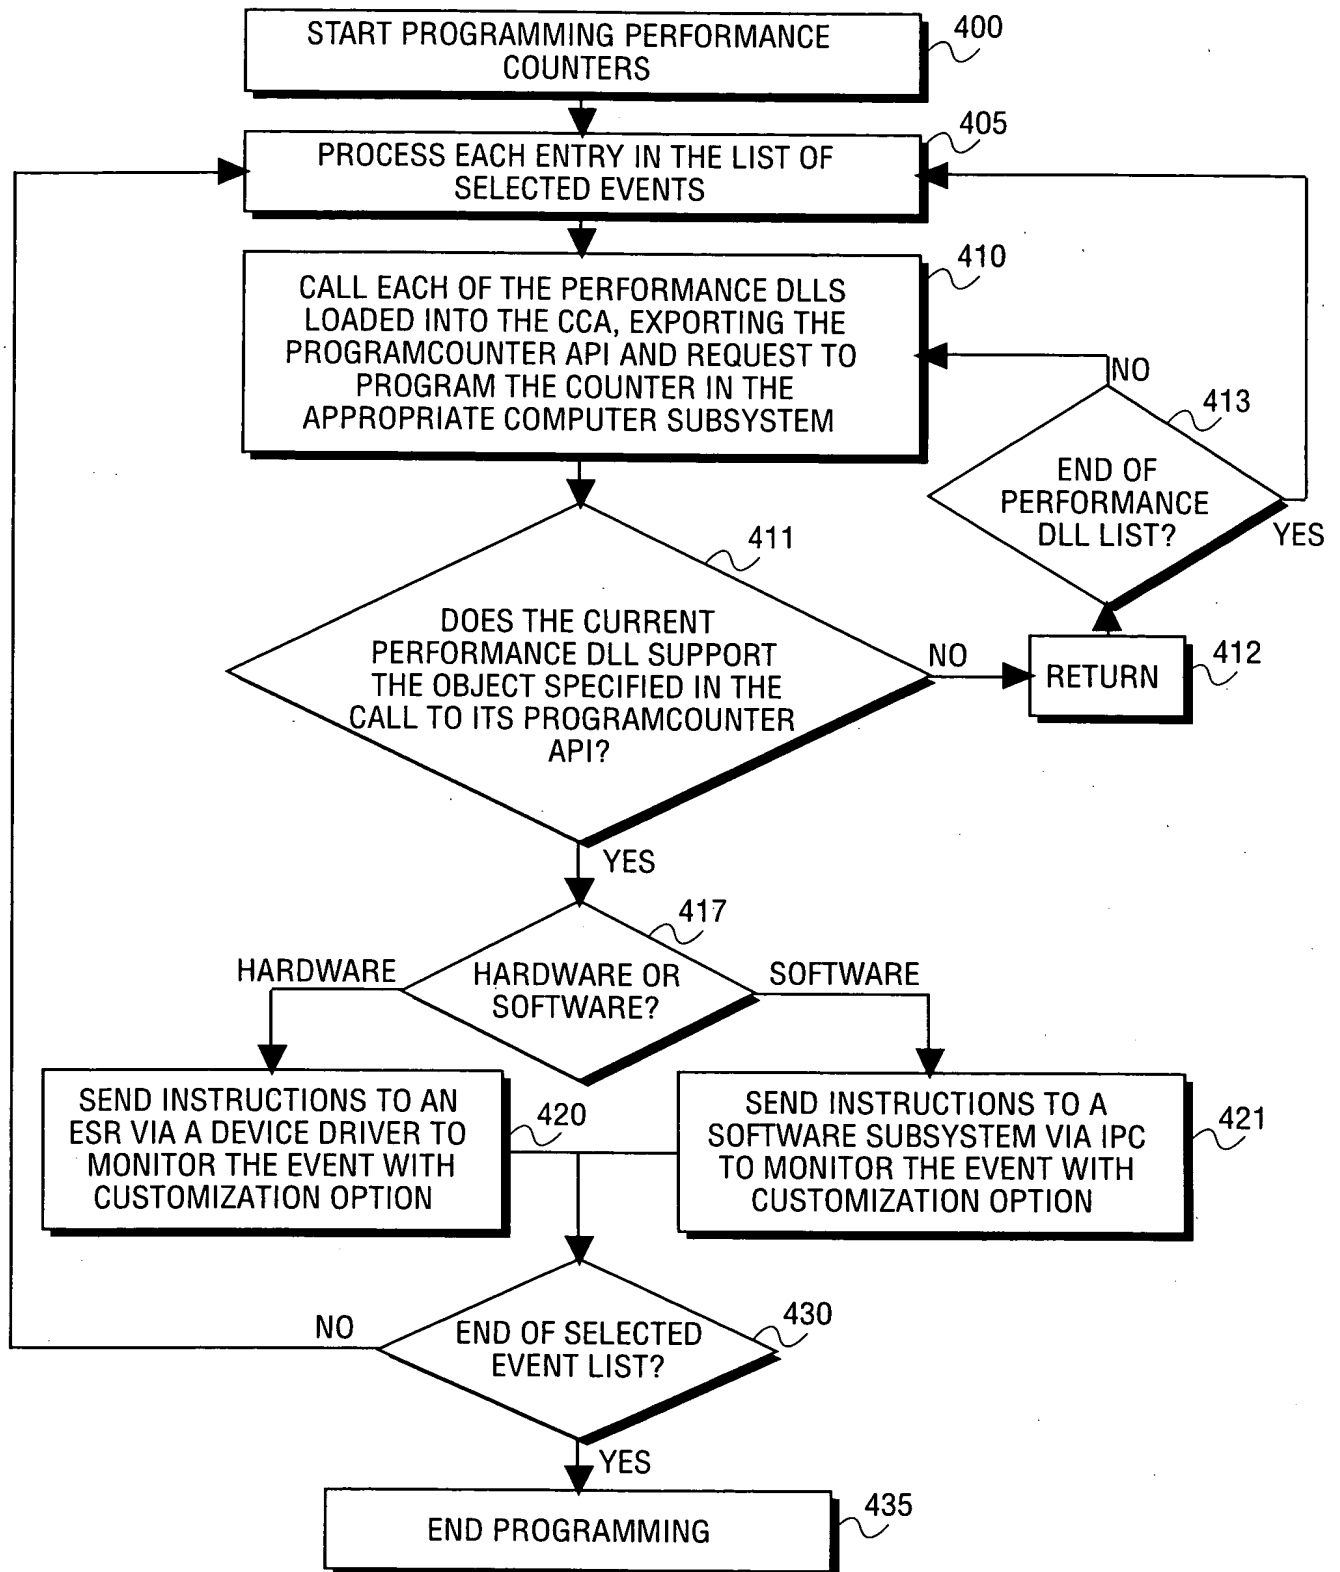 START PROGRAMMING PERFORMANCE
COUNTERS
400
PROCESS EACH ENTRY IN THE LIST OF
SELECTED EVENTS
405
CALL EACH OF THE PERFORMANCE DLLS
LOADED INTO THE CCA, EXPORTING THE
PROGRAMCOUNTER API AND REQUEST TO
PROGRAM THE COUNTER IN THE
APPROPRIATE COMPUTER SUBSYSTEM
410
NO
413
END OF
PERFORMANCE
DLL LIST?
YES
411
DOES THE CURRENT
PERFORMANCE DLL SUPPORT
THE OBJECT SPECIFIED IN THE
CALL TO ITS PROGRAMCOUNTER
API?
NO
RETURN
412
YES
417
HARDWARE OR
SOFTWARE?
HARDWARE
SOFTWARE
SEND INSTRUCTIONS TO AN
ESR VIA A DEVICE DRIVER TO
MONITOR THE EVENT WITH
CUSTOMIZATION OPTION
420
SEND INSTRUCTIONS TO A
SOFTWARE SUBSYSTEM VIA IPC
TO MONITOR THE EVENT WITH
CUSTOMIZATION OPTION
421
NO
END OF SELECTED
EVENT LIST?
430
YES
END PROGRAMMING
435